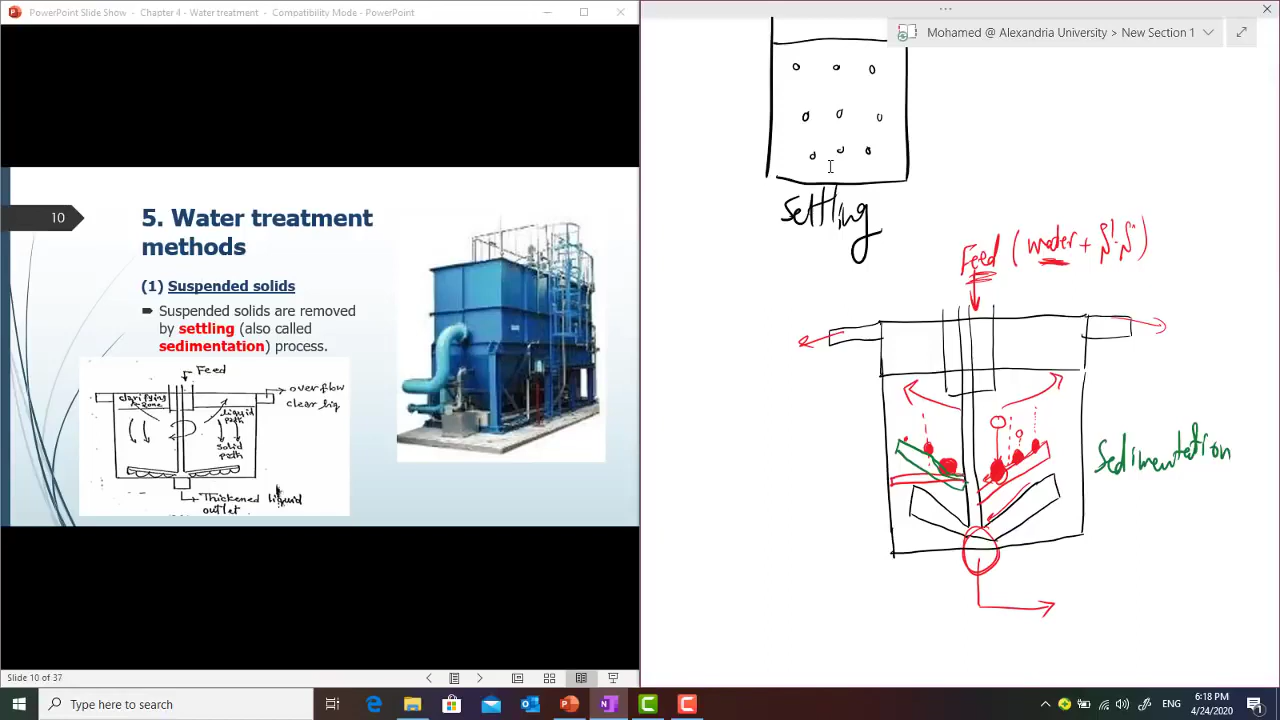 PowerPoint Slide Show - Chapter 4 - Water treatment - Compatibility Mode - PowerPoint
Mohamed @ Alexandria University > New Section 1
10
5. Water treatment
methods
(1) Suspended solids
Suspended solids are removed
by settling (also called
sedimentation) process.
Feed
overflow
clear liq
clarifying
zone
liquid
path
solid
path
Thickened liquid
outlet
settling
Feed (water +
Sedimentation
Slide 10 of 37
Type here to search
ENG
6:18 PM
4/24/2020